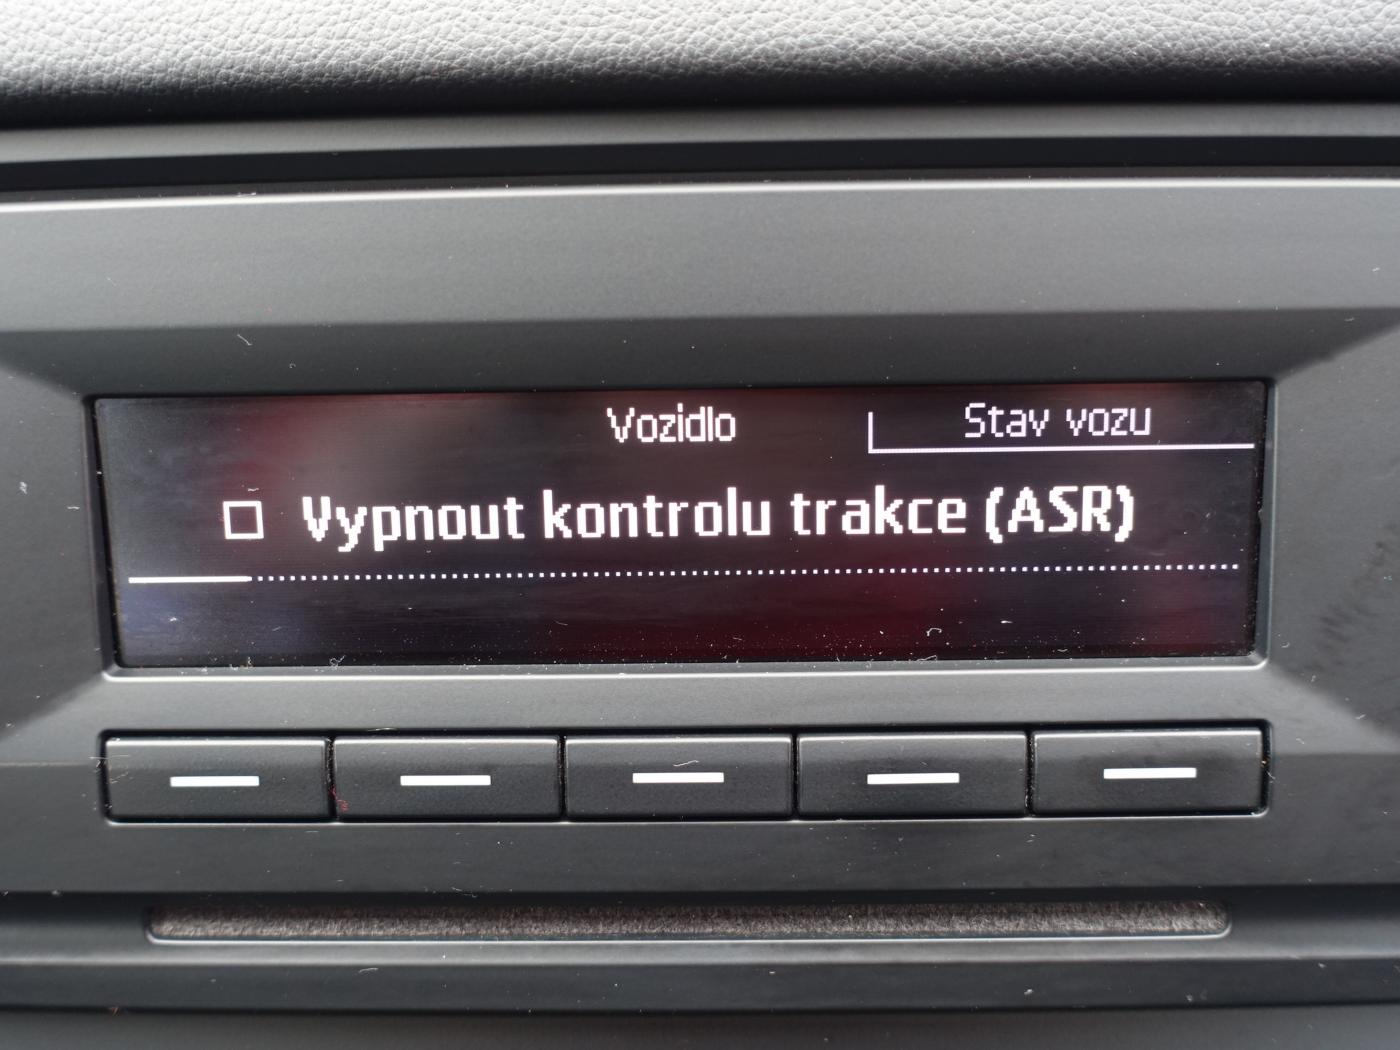 Vozidlo
Stav vozu
Vypnout kontrolu trakce (ASR)